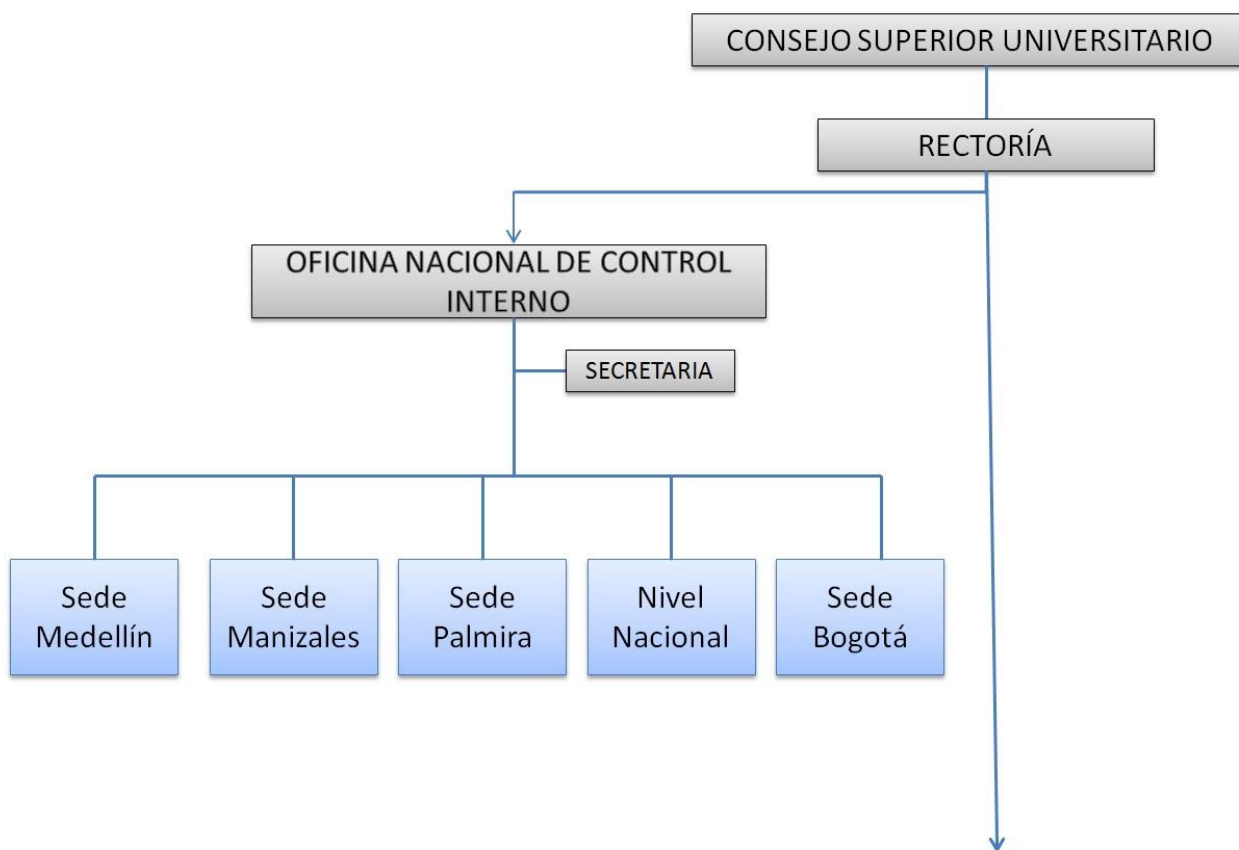 CONSEJO SUPERIOR UNIVERSITARIO
RECTORÍA
OFICINA NACIONAL DE CONTROL
INTERNO
SECRETARIA
Sede
Medellín
Sede
Manizales
Sede
Palmira
Nivel
Nacional
Sede
Bogotá